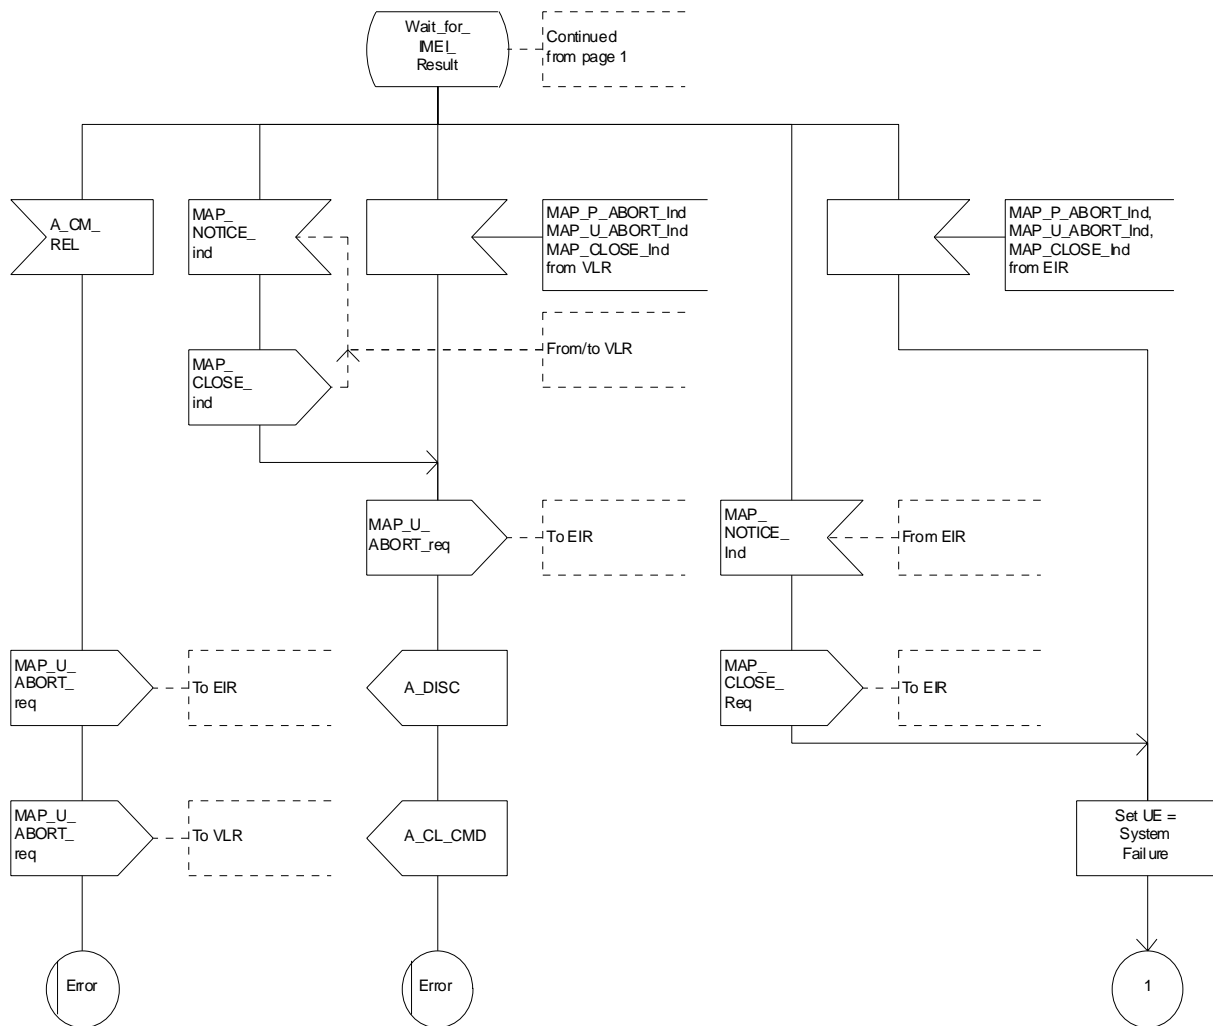 Wait_for_
IMEI_
Result
Continued
from page 1
A_CM_
REL
MAP_
NOTICE_
ind
MAP_P_ABORT_Ind
MAP_U_ABORT_Ind
MAP_CLOSE_Ind
from VLR
MAP_P_ABORT_Ind,
MAP_U_ABORT_Ind,
MAP_CLOSE_Ind
from EIR
MAP_
CLOSE_
ind
From/to VLR
MAP_U_
ABORT_req
To EIR
MAP_
NOTICE_
Ind
From EIR
MAP_U_
ABORT_
req
To EIR
A_DISC
MAP_
CLOSE_
Req
To EIR
MAP_U_
ABORT_
req
To VLR
A_CL_CMD
Set UE =
System
Failure
Error
Error
1